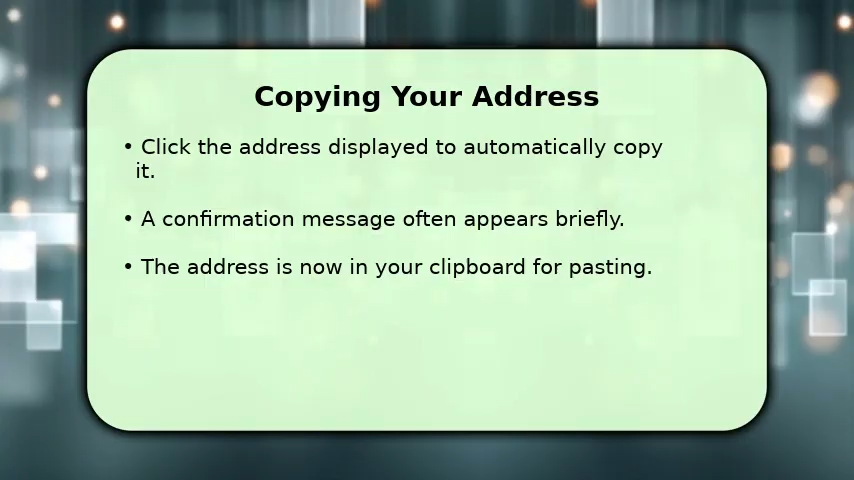 Copying Your Address
• Click the address displayed to automatically copy
it.
• A confirmation message often appears briefly.
• The address is now in your clipboard for pasting.